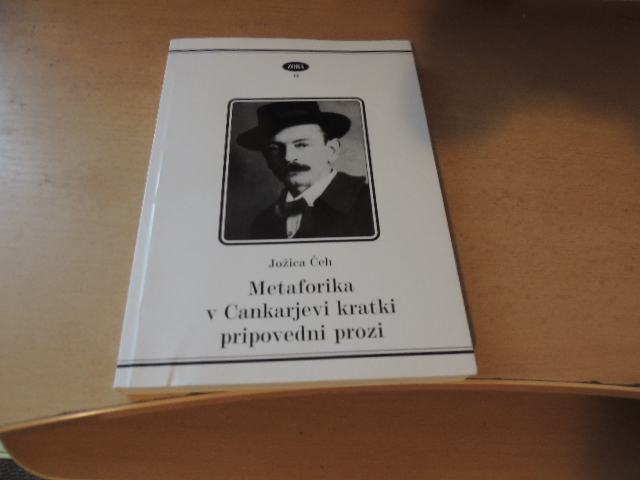 ZORA
Jožica Čeh
Metaforika
v Cankarjevi kratki
pripovedni prozi